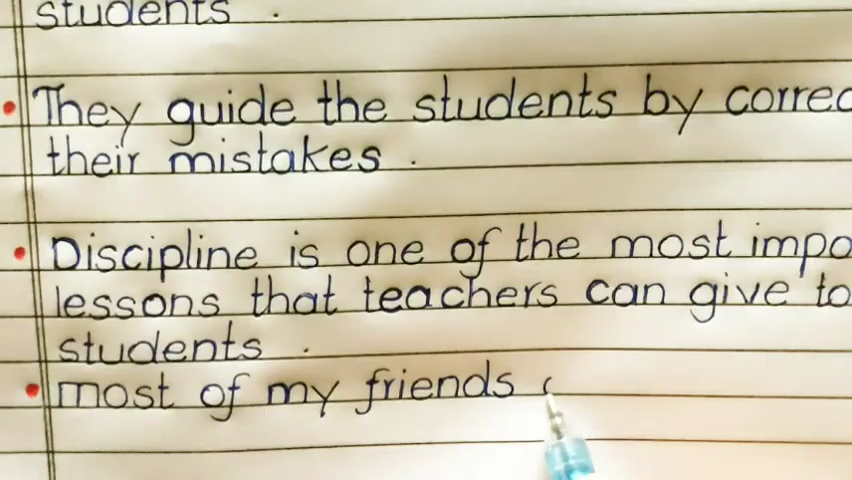 students .
• They guide the students by correc
their mistakes .
• Discipline is one of the most impo
lessons that teachers can give to
students .
• most of my friends